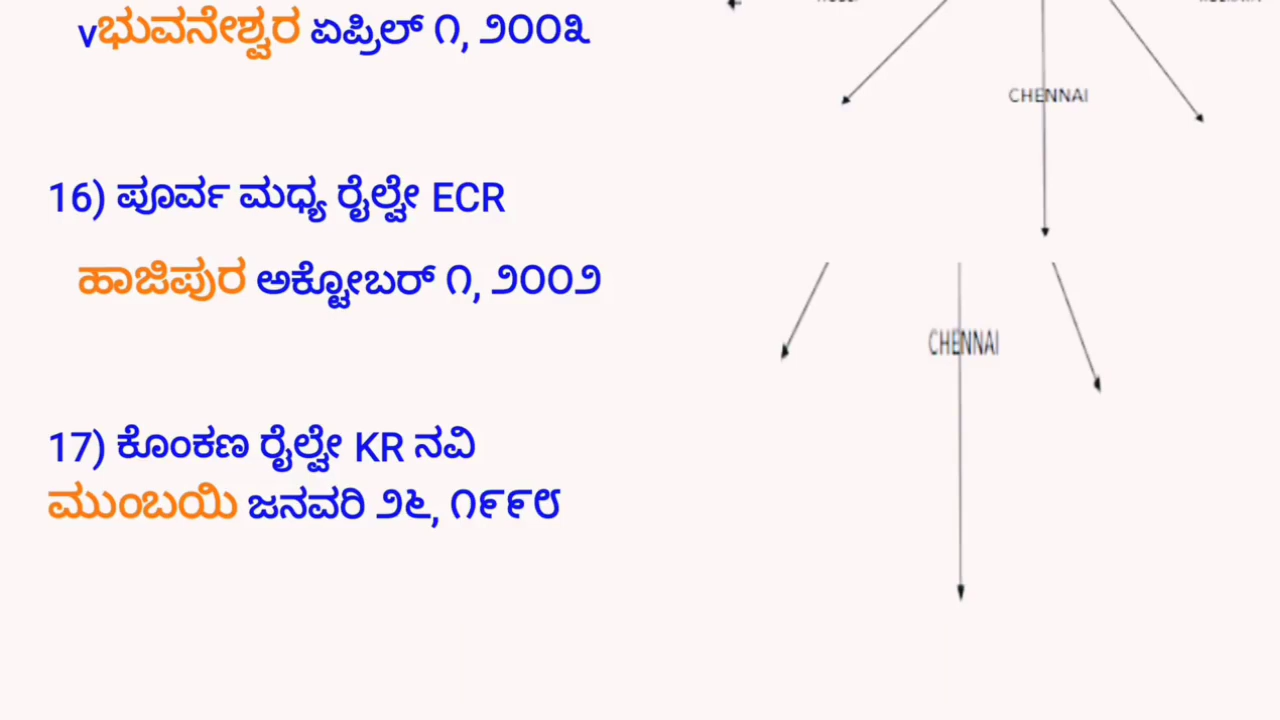 vಭುವನೇಶ್ವರ ಏಪ್ರಿಲ್ ೧, ೨೦೦೩
CHENNAI
16) ಪೂರ್ವ ಮಧ್ಯ ರೈಲ್ವೇ ECR
ಹಾಜಿಪುರ ಅಕ್ಟೋಬರ್ ೧, ೨೦೦೨
CHENNAI
17) ಕೊಂಕಣ ರೈಲ್ವೇ KR ನವಿ
ಮುಂಬಯಿ ಜನವರಿ ೨೬, ೧೯೯೮